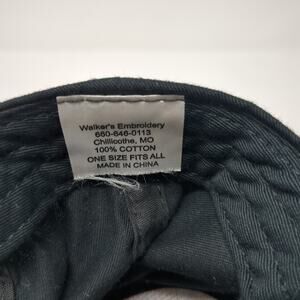 Walker's Embroidery
660-646-0113
Chillicothe, MO
100% COTTON
ONE SIZE FITS ALL
MADE IN CHINA